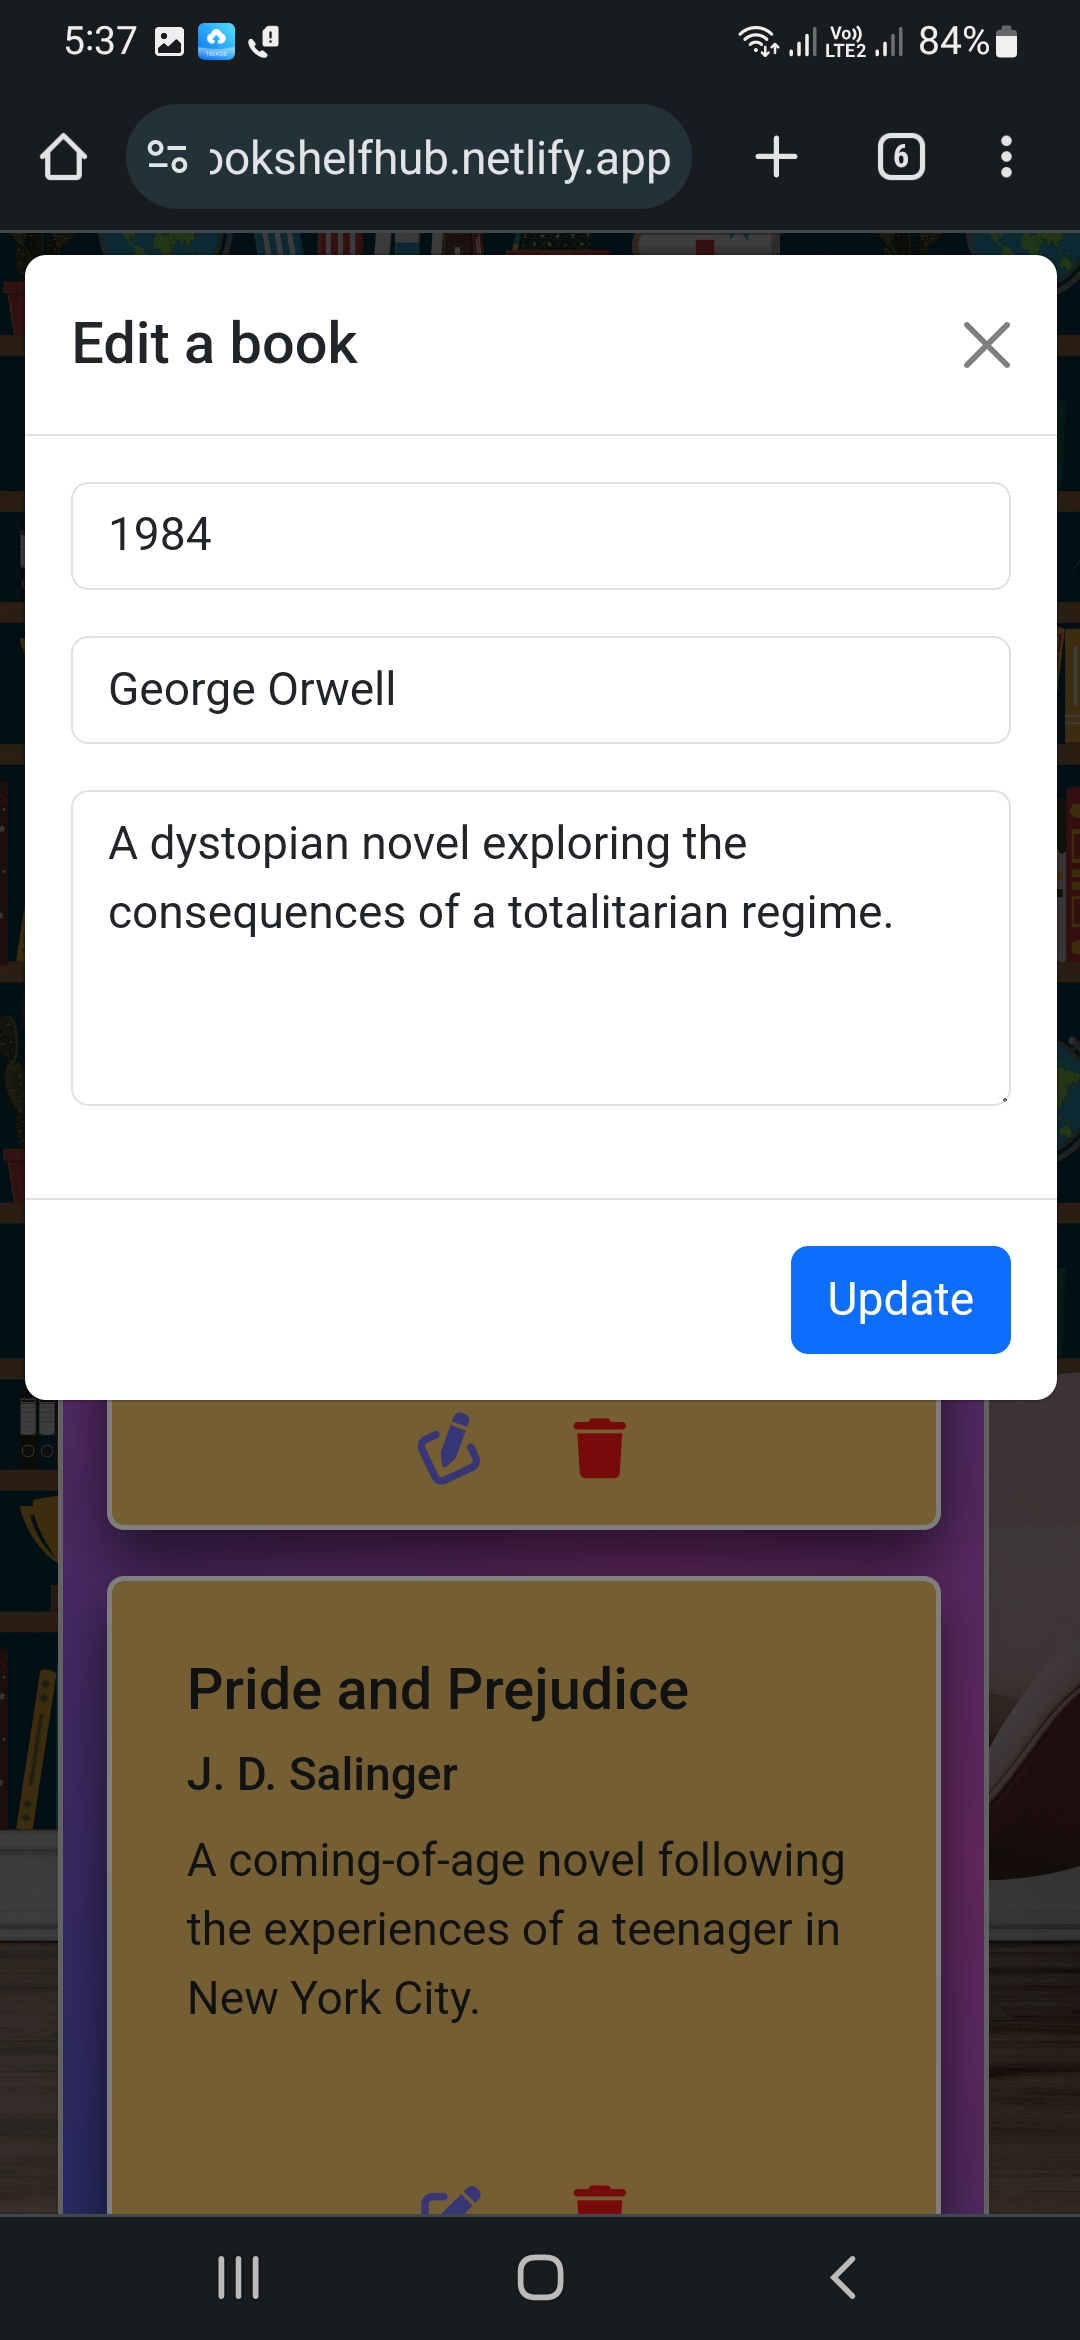 5:37
Vo)) LTE2 84%
ookshelfhub.netlify.app
6
Edit a book
1984
George Orwell
A dystopian novel exploring the
consequences of a totalitarian regime.
Update
Pride and Prejudice
J. D. Salinger
A coming-of-age novel following
the experiences of a teenager in
New York City.